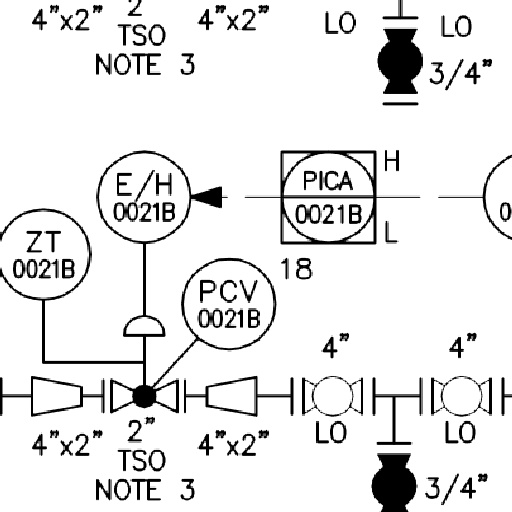 4"x2" 2" 4"x2"
TSO
NOTE 3
LO LO
3/4"
E/H
0021B
PICA
0021B
H
L
18
ZT
0021B
PCV
0021B
4" 4"
LO LO
4"x2" 2" 4"x2"
TSO
NOTE 3
3/4"